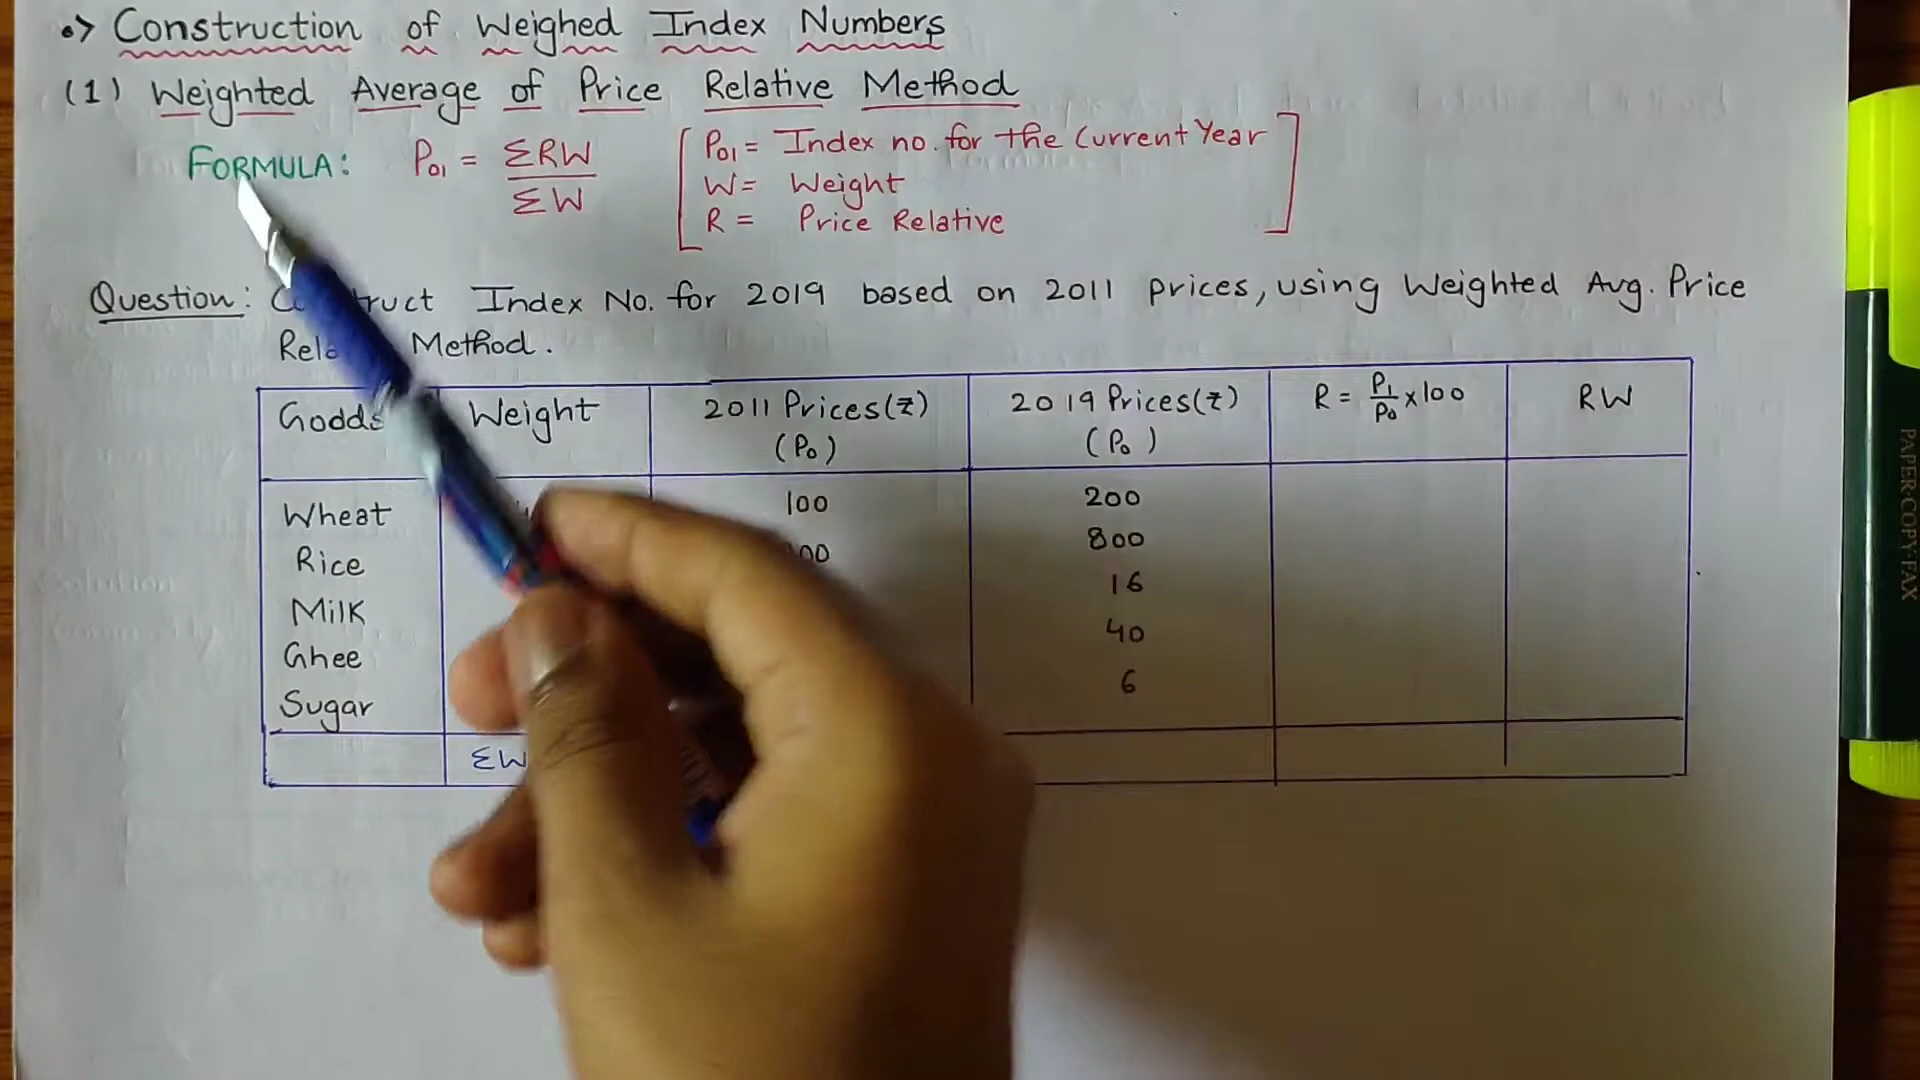 •> Construction of Weighed Index Numbers
(1) Weighted Average of Price Relative Method
FORMULA: P₀₁ = ΣRW / ΣW
[P₀₁ = Index no. for the Current Year
W = Weight
R = Price Relative]
Question: Index No. for 2019 based on 2011 prices, using Weighted Avg. Price
Method.
Godds Weight 2011 Prices(₹) (P₀) 2019 Prices(₹) (P₀) R = P₁/P₀ x100 RW
Wheat 100 200
Rice 800
Milk 16
Ghee 40
Sugar 6
ΣW
PAPER·COPY·FAX